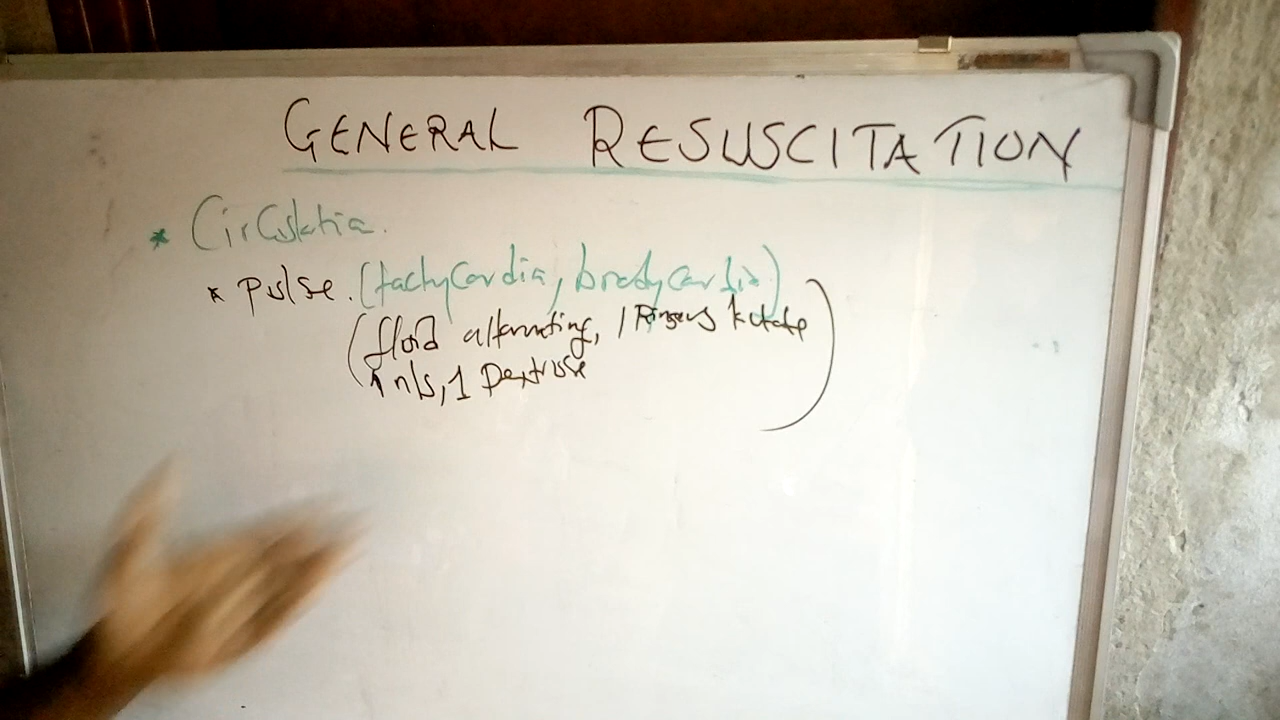 GENERAL RESUSCITATION
* Circulation.
* pulse. (tachycardia, bradycardia)
(fluid alternating, 1 Ringers lactate
1 n/s, 1 Dextrose)